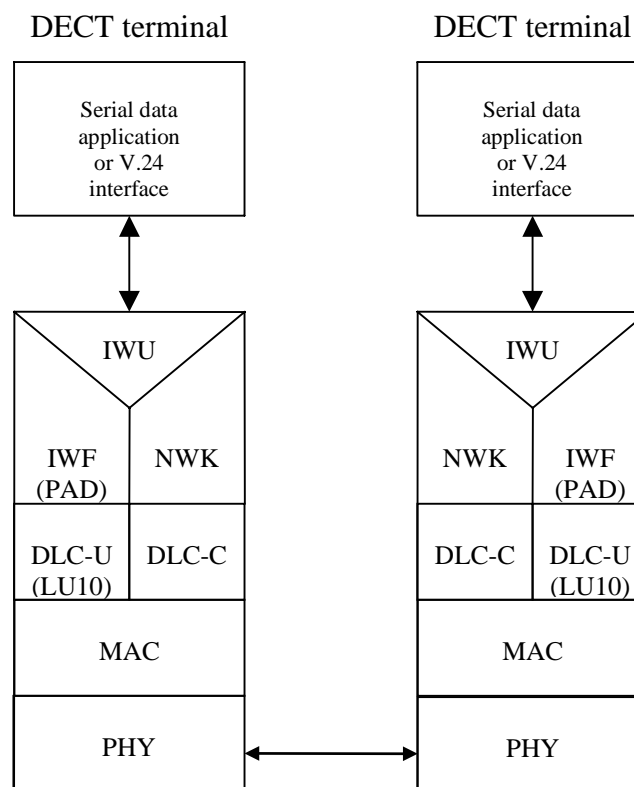 DECT terminal
Serial data
application
or V.24
interface
IWU
IWF
(PAD)
NWK
DLC-U
(LU10)
DLC-C
MAC
PHY
DECT terminal
Serial data
application
or V.24
interface
IWU
NWK
IWF
(PAD)
DLC-C
DLC-U
(LU10)
MAC
PHY